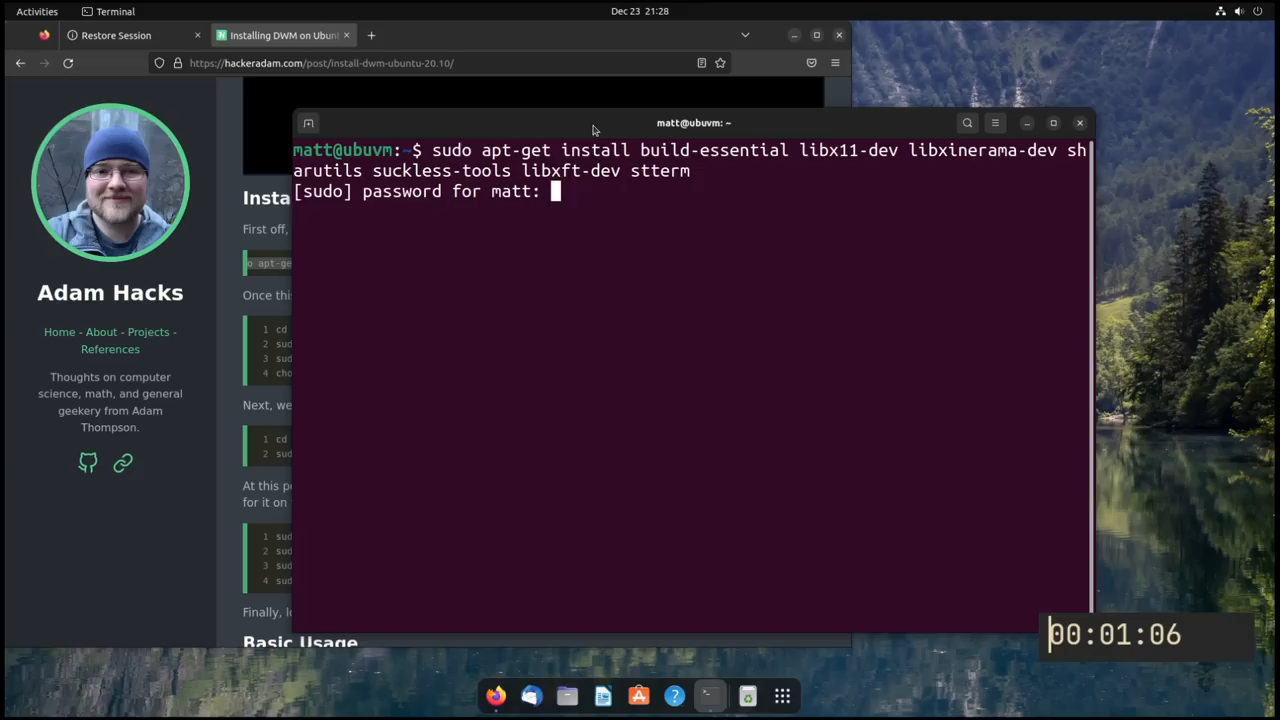 Activities
Terminal
Dec 23 21:28
Restore Session
Installing DWM on Ubun
https://hackeradam.com/post/install-dwm-ubuntu-20.10/
Adam Hacks
Home - About - Projects -
References
Thoughts on computer
science, math, and general
geekery from Adam
Thompson.
Insta
First off,
o apt-ge
Once this
1 cd
2 sud
3 sud
4 cho
Next, we
1 cd
2 sud
At this p
for it on
1 sud
2 sud
3 sud
4 sud
Finally, lo
Basic Usage
matt@ubuvm: ~
matt@ubuvm:~$ sudo apt-get install build-essential libx11-dev libxinerama-dev sh
arutils suckless-tools libxft-dev stterm
[sudo] password for matt:
00:01:06